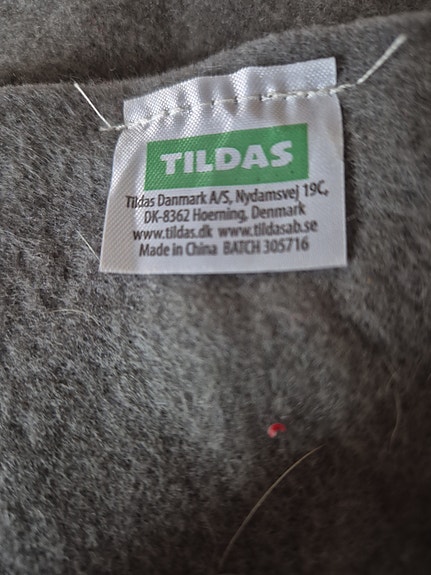 TILDAS
Tildas Danmark A/S, Nydamsvej 19C,
DK-8362 Hoerning, Denmark
www.tildas.dk www.tildasab.se
Made in China BATCH 305716